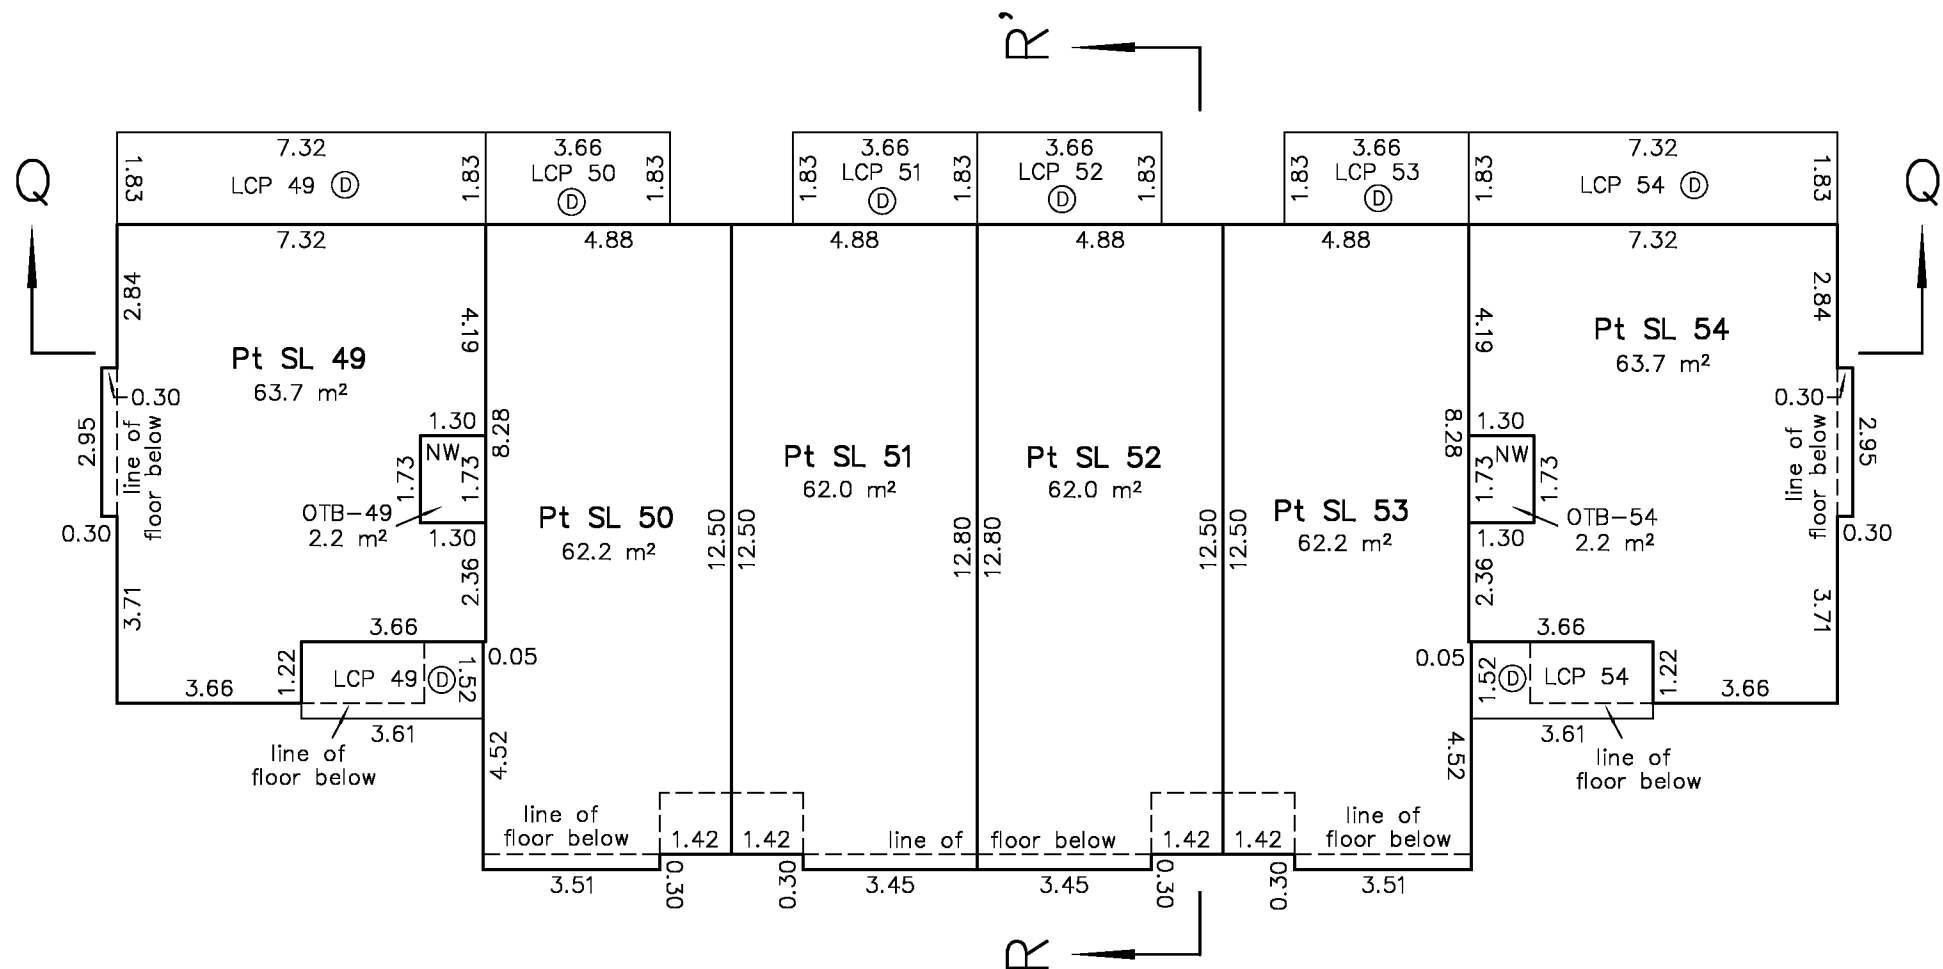 R'
Q
Q
7.32
LCP 49 D
1.83
1.83
3.66
LCP 50
D
1.83
1.83
3.66
LCP 51
D
1.83
3.66
LCP 52
D
1.83
1.83
3.66
LCP 53
D
1.83
7.32
LCP 54 D
1.83
7.32
4.88
4.88
4.88
4.88
7.32
2.84
4.19
4.19
2.84
Pt SL 49
63.7 m²
Pt SL 54
63.7 m²
0.30
0.30
2.95
line of
floor below
1.30
NW
1.73
1.73
8.28
OTB-49
2.2 m²
1.30
0.30
Pt SL 50
62.2 m²
Pt SL 51
62.0 m²
Pt SL 52
62.0 m²
Pt SL 53
62.2 m²
8.28
1.30
1.73
NW
1.73
OTB-54
2.2 m²
1.30
line of
floor below
2.95
0.30
12.50
12.50
12.80
12.80
12.50
12.50
3.71
2.36
2.36
3.71
3.66
1.22
LCP 49 D
1.52
0.05
3.66
3.61
line of
floor below
4.52
0.05
3.66
1.52
D LCP 54
1.22
3.66
3.61
line of
floor below
4.52
line of
floor below
1.42
1.42
line of
floor below
1.42
1.42
line of
floor below
3.51
0.30
0.30
3.45
3.45
0.30
0.30
3.51
R